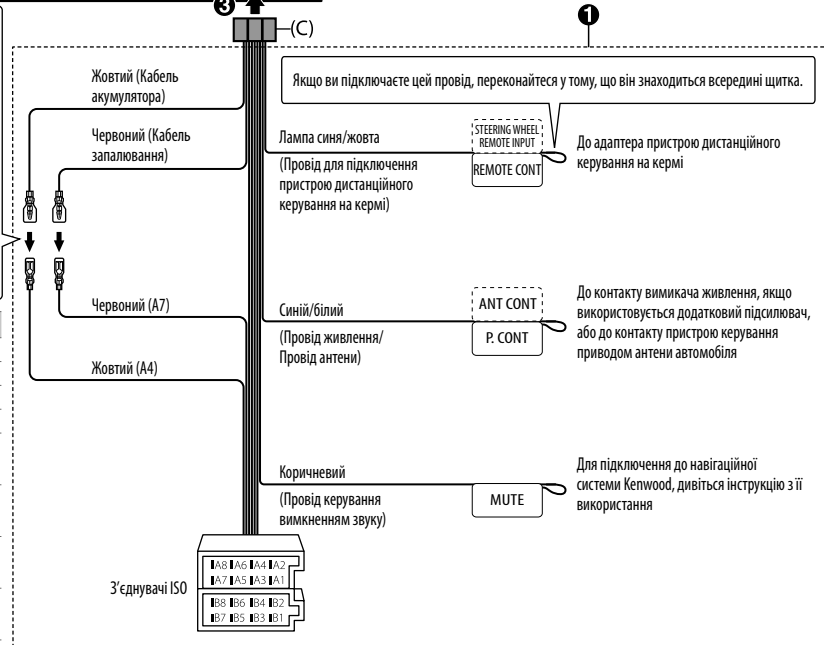 3
(C)
1
Жовтий (Кабель
акумулятора)
Якщо ви підключаєте цей провід, переконайтеся у тому, що він знаходиться всередині щитка.
Червоний (Кабель
запалювання)
Лампа синя/жовта
(Провід для підключення
пристрою дистанційного
керування на кермі)
STEERING WHEEL
REMOTE INPUT
REMOTE CONT
До адаптера пристрою дистанційного
керування на кермі
Червоний (A7)
Синій/білий
(Провід живлення/
Провід антени)
ANT CONT
P. CONT
До контакту вимикача живлення, якщо
використовується додатковий підсилювач,
або до контакту пристрою керування
приводом антени автомобіля
Жовтий (A4)
Коричневий
(Провід керування
вимкненням звуку)
MUTE
Для підключення до навігаційної
системи Kenwood, дивіться інструкцію з її
використання
З’єднувачі ISO
A8 A6 A4 A2
A7 A5 A3 A1
B8 B6 B4 B2
B7 B5 B3 B1